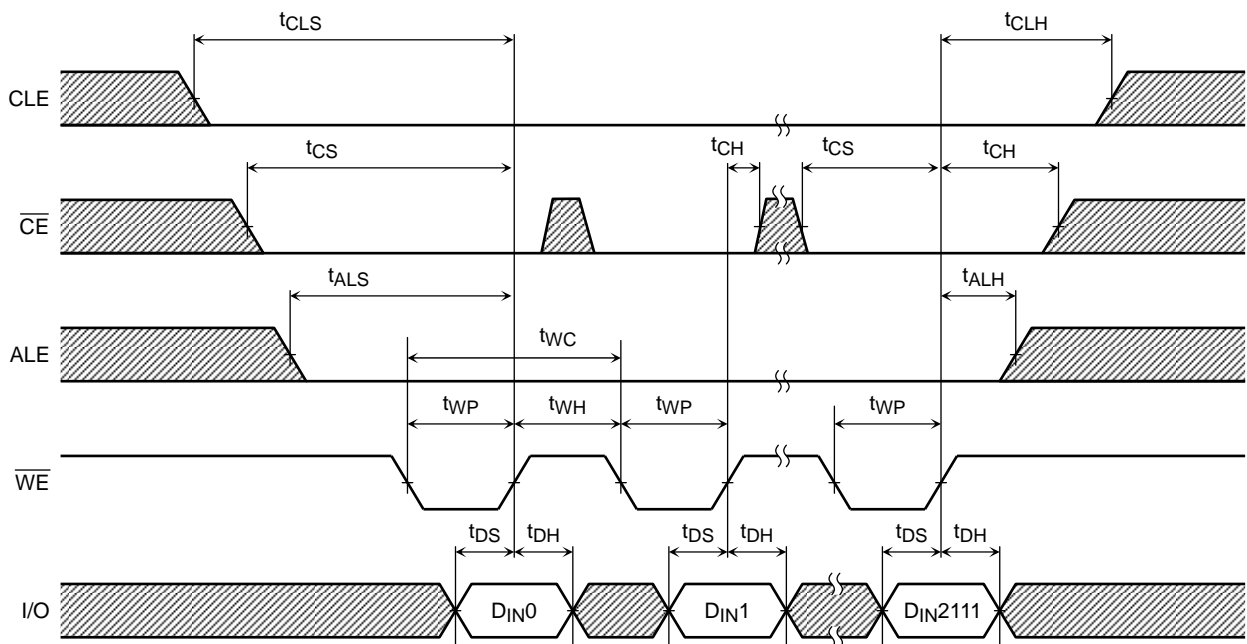 tCLS tCLH
CLE
tCS tCH tCS tCH
CE
tALS tALH
ALE
tWC
tWP tWH tWP tWP
WE
tDS tDH tDS tDH tDS tDH
I/O DIN0 DIN1 DIN2111